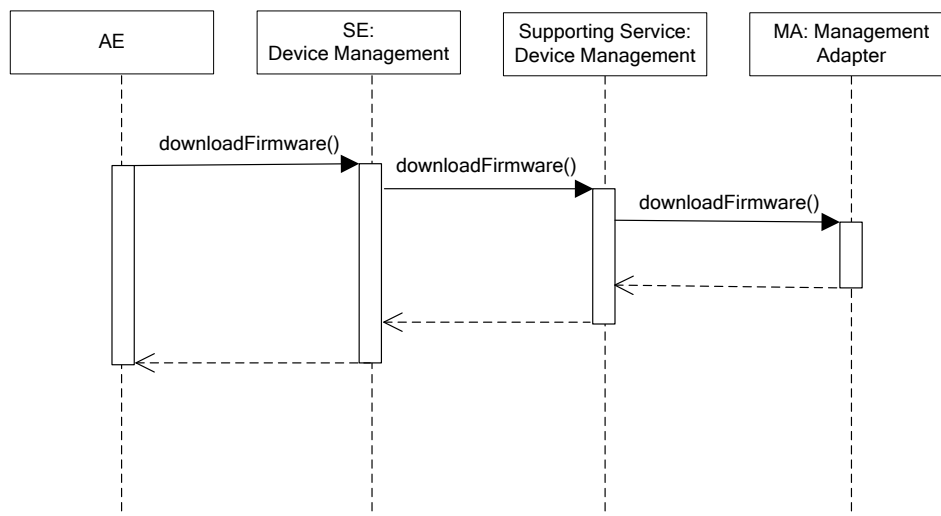 AE
SE:
Device Management
Supporting Service:
Device Management
MA: Management
Adapter
downloadFirmware()
downloadFirmware()
downloadFirmware()